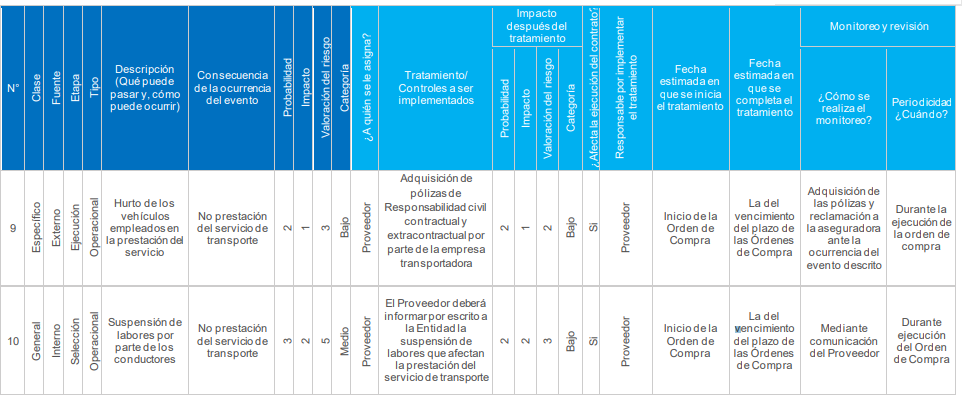 N°
Clase
Fuente
Etapa
Tipo
Descripción
(Qué puede
pasar y, cómo
puede ocurrir)
Consecuencia
de la ocurrencia
del evento
Probabilidad
Impacto
Valoración del riesgo
Categoría
¿A quién se le asigna?
Tratamiento/
Controles a ser
implementados
Impacto
después del
tratamiento
Probabilidad
Impacto
Valoración del riesgo
Categoría
¿Afecta la ejecución del contrato?
Responsable por implementar
el tratamiento
Fecha
estimada en
que se inicia
el tratamiento
Fecha
estimada en
que se
completa el
tratamiento
Monitoreo y revisión
¿Cómo se
realiza el
monitoreo?
Periodicidad
¿Cuándo?
9
Específico
Externo
Ejecución
Operacional
Hurto de los
vehículos
empleados en
la prestación del
servicio
No prestación
del servicio de
transporte
2
1
3
Bajo
Proveedor
Adquisición de
pólizas de
Responsabilidad civil
contractual y
extracontractual por
parte de la empresa
transportadora
2
1
2
Bajo
Si
Proveedor
Inicio de la
Orden de
Compra
La del
vencimiento
del plazo de
las Órdenes
de Compra
Adquisición de
las pólizas y
reclamación a
la aseguradora
ante la
ocurrencia del
evento descrito
Durante la
ejecución de
la orden de
compra
10
General
Interno
Selección
Operacional
Suspensión de
labores por
parte de los
conductores
No prestación
del servicio de
transporte
3
2
5
Medio
Proveedor
El Proveedor deberá
informar por escrito a
la Entidad la
suspensión de
labores que afectan
la prestación del
servicio de transporte
2
2
3
Bajo
Si
Proveedor
Inicio de la
Orden de
Compra
La del
vencimiento
del plazo de
las Órdenes
de Compra
Mediante
comunicación
del Proveedor
Durante
ejecución
del Orden
de Compra